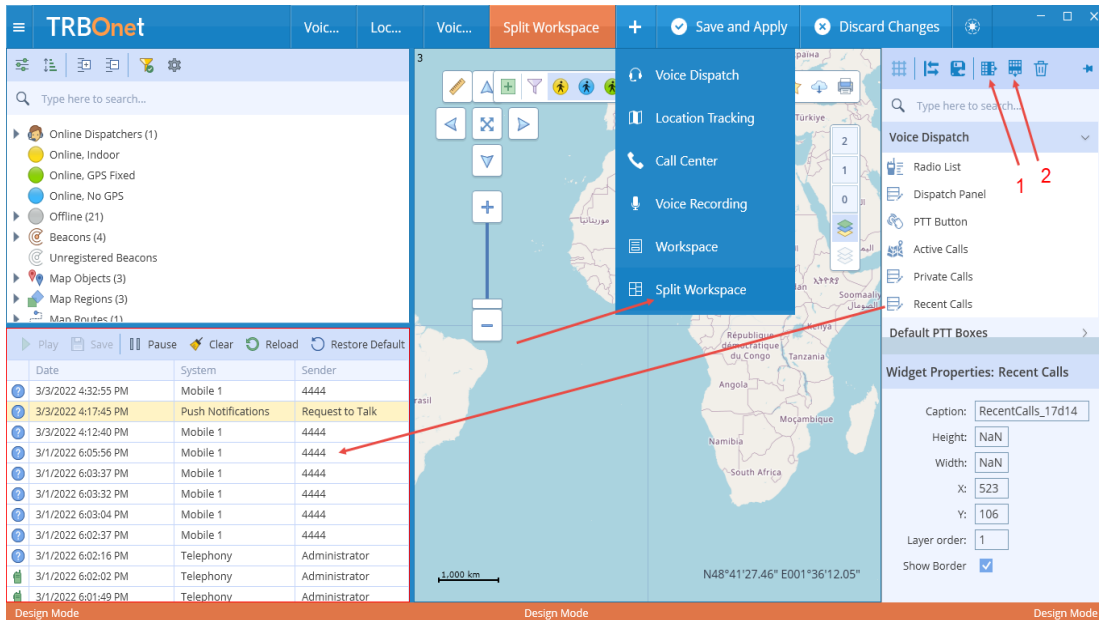 TRBOnet
Voic...
Loc...
Voic...
Split Workspace
Save and Apply
Discard Changes
Type here to search...
Online Dispatchers (1)
Online, Indoor
Online, GPS Fixed
Online, No GPS
Offline (21)
Beacons (4)
Unregistered Beacons
Map Objects (3)
Map Regions (3)
Map Routes (1)
Play Save Pause Clear Reload Restore Default
Date System Sender
3/3/2022 4:32:55 PM Mobile 1 4444
3/3/2022 4:17:45 PM Push Notifications Request to Talk
3/3/2022 4:12:40 PM Mobile 1 4444
3/1/2022 6:05:56 PM Mobile 1 4444
3/1/2022 6:03:37 PM Mobile 1 4444
3/1/2022 6:03:32 PM Mobile 1 4444
3/1/2022 6:03:04 PM Mobile 1 4444
3/1/2022 6:02:37 PM Mobile 1 4444
3/1/2022 6:02:16 PM Telephony Administrator
3/1/2022 6:02:02 PM Telephony Administrator
3/1/2022 6:01:49 PM Telephony Administrator
3
Voice Dispatch
Location Tracking
Call Center
Voice Recording
Workspace
Split Workspace
Türkiye
2
1
0
موريتانيا
Soomaaliy
الصومال
République
démocratique
du Congo
Kenya
Tanzania
Angola
Moçambique
Namibia
South Africa
rasil
1,000 km
N48°41'27.46" E001°36'12.05"
Type here to search...
Voice Dispatch
1
2
Radio List
Dispatch Panel
PTT Button
Active Calls
Private Calls
Recent Calls
Default PTT Boxes
Widget Properties: Recent Calls
Caption: RecentCalls_17d14
Height: NaN
Width: NaN
X: 523
Y: 106
Layer order: 1
Show Border
Design Mode
Design Mode
Design Mode